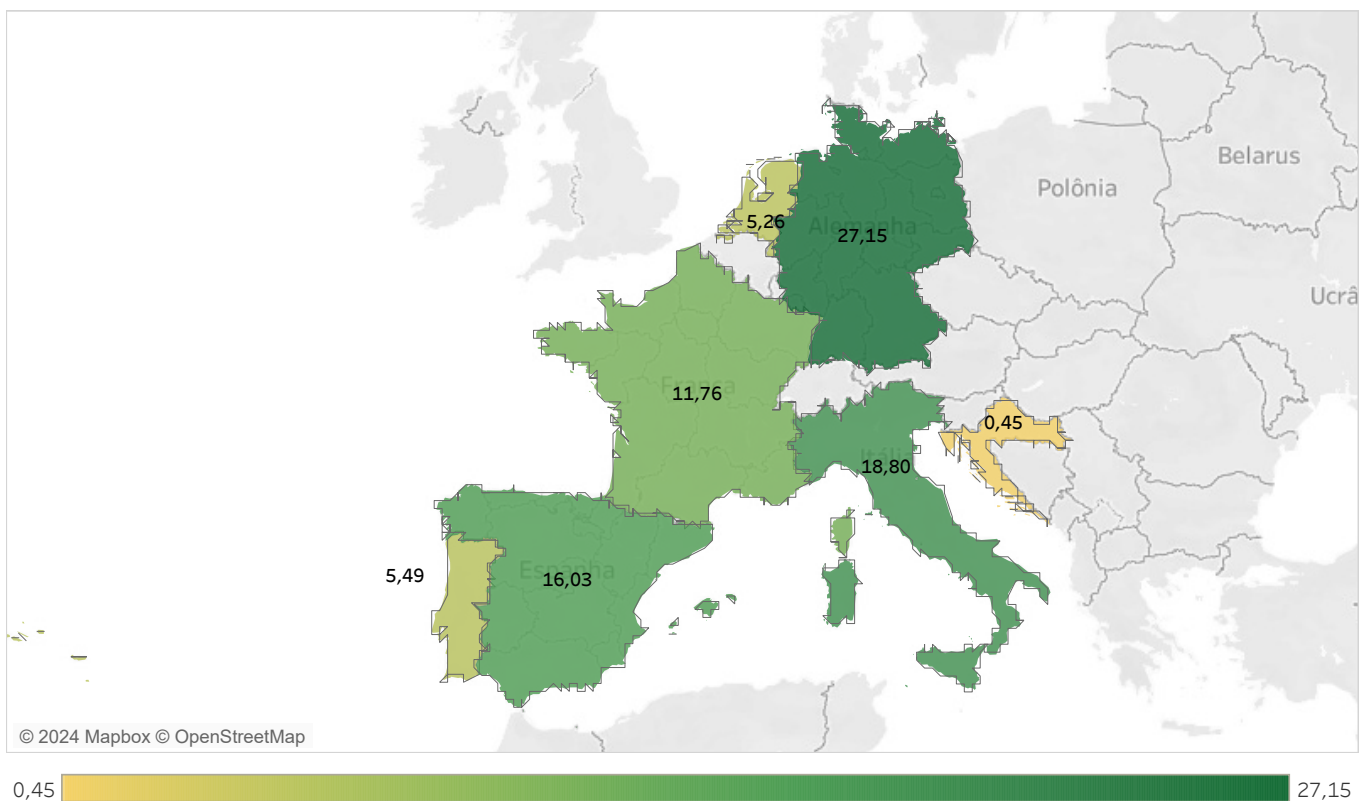 Belarus
Polônia
5,26
Alemanha
27,15
Ucrâ
França
11,76
0,45
Itália
18,80
5,49
Espanha
16,03
© 2024 Mapbox © OpenStreetMap
0,45
27,15